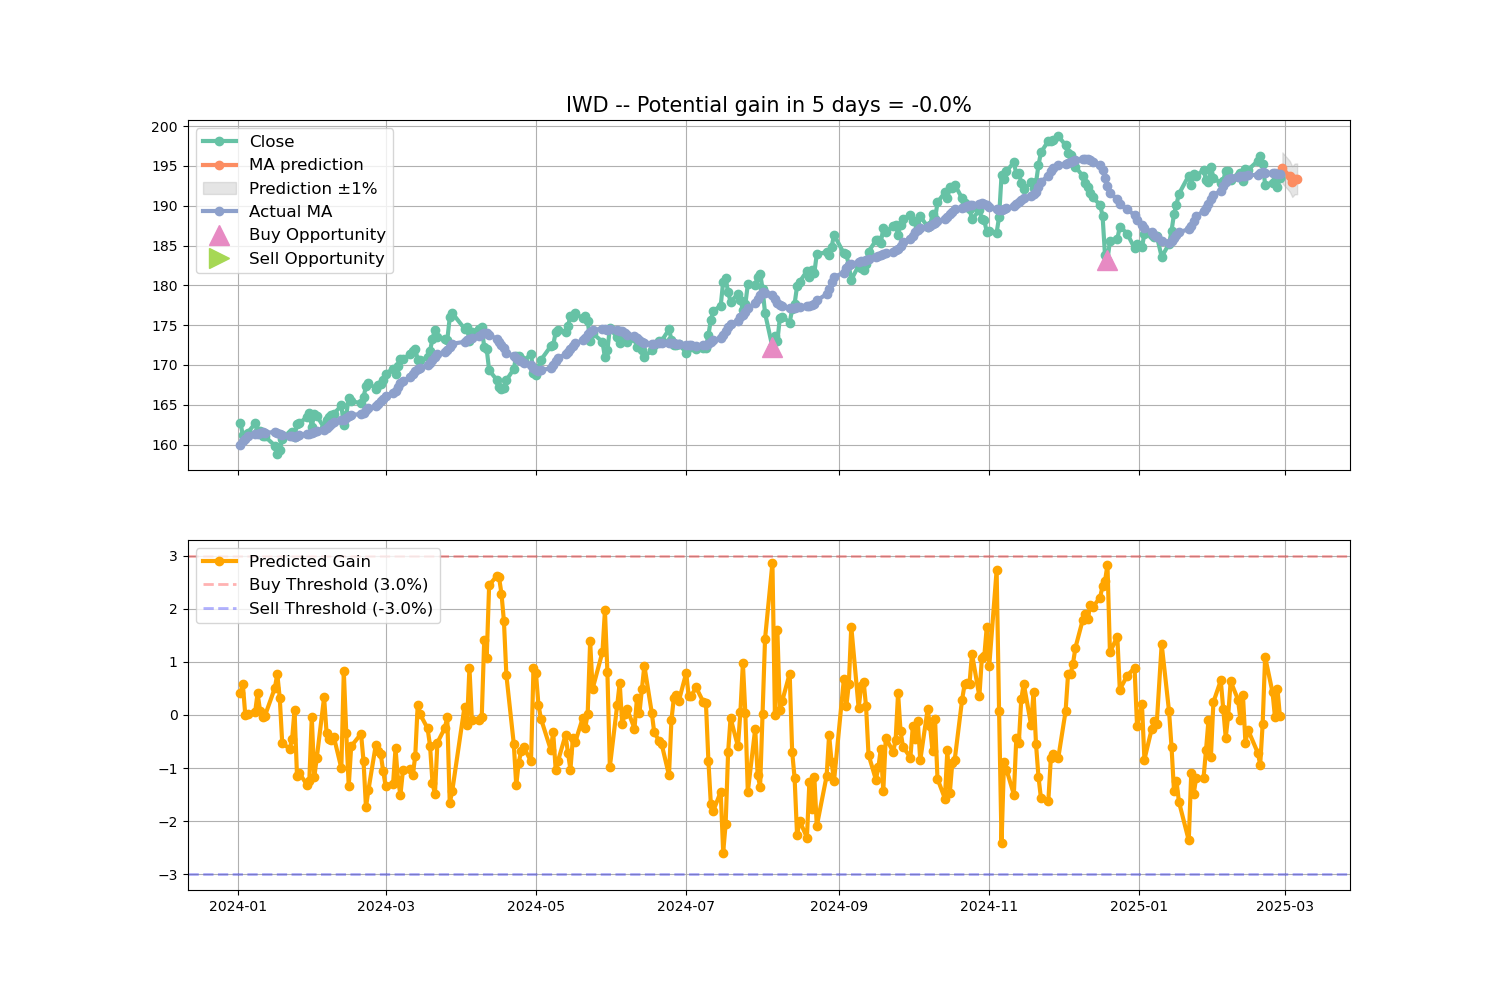 IWD -- Potential gain in 5 days = -0.0%
200
195
190
185
180
175
170
165
160
Close
MA prediction
Prediction ±1%
Actual MA
Buy Opportunity
Sell Opportunity
3
2
1
0
−1
−2
−3
Predicted Gain
Buy Threshold (3.0%)
Sell Threshold (-3.0%)
2024-01
2024-03
2024-05
2024-07
2024-09
2024-11
2025-01
2025-03